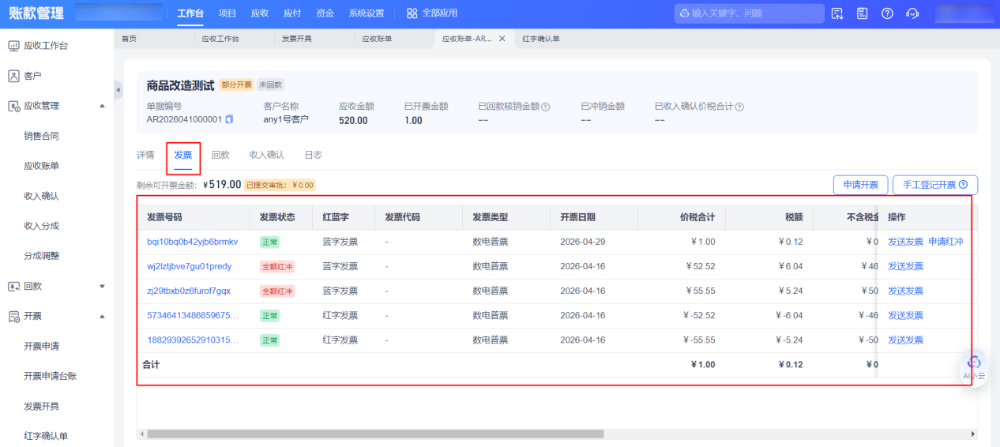 账款管理 工作台 项目 应收 应付 资金 系统设置 全部应用 输入关键字、问题
首页 应收工作台 发票开具 应收账单 应收账单-AR... 红字确认单
应收工作台
客户
应收管理
销售合同
应收账单
收入确认
收入分成
分成调整
回款
开票
开票申请
开票申请台账
发票开具
红字确认单
商品改造测试 部分开票 未回款
单据编号 客户名称 应收金额 已开票金额 已回款核销金额 已冲销金额 已收入确认价税合计
AR2026041000001 any1号客户 520.00 1.00 -- -- --
详情 发票 回款 收入确认 日志
剩余可开票金额: ¥519.00 已提交审批: ¥0.00 申请开票 手工登记开票
发票号码 发票状态 红蓝字 发票代码 发票类型 开票日期 价税合计 税额 不含税金 操作
bqi10bq0b42yjb6brmkv 正常 蓝字发票 - 数电普票 2026-04-29 ¥1.00 ¥0.12 ¥0 发送发票 申请红冲
wj2lztjbve7gu01predy 全额红冲 蓝字发票 - 数电普票 2026-04-16 ¥52.52 ¥6.04 ¥46 发送发票
zj29tbxb0z6furof7gqx 全额红冲 蓝字发票 - 数电普票 2026-04-16 ¥55.55 ¥5.24 ¥50 发送发票
57346413486859675... 正常 红字发票 - 数电普票 2026-04-16 ¥-52.52 ¥-6.04 ¥-46 发送发票
18829392652910315... 正常 红字发票 - 数电普票 2026-04-16 ¥-55.55 ¥-5.24 ¥-50 发送发票
合计 ¥1.00 ¥0.12 ¥0
AI小云